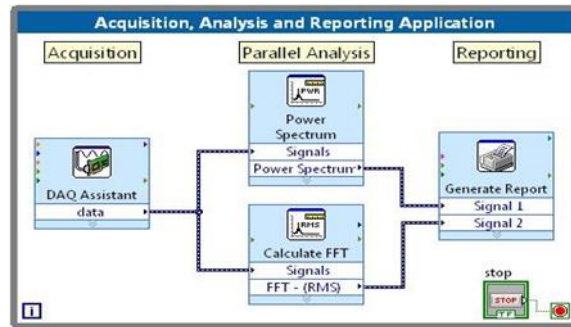 Acquisition, Analysis and Reporting Application
Acquisition
Parallel Analysis
Reporting
PWR
Power
Spectrum
Signals
Power Spectrum
DAQ Assistant
data
RMS
Calculate FFT
Signals
FFT - (RMS)
Generate Report
Signal 1
Signal 2
stop
STOP
TF
i